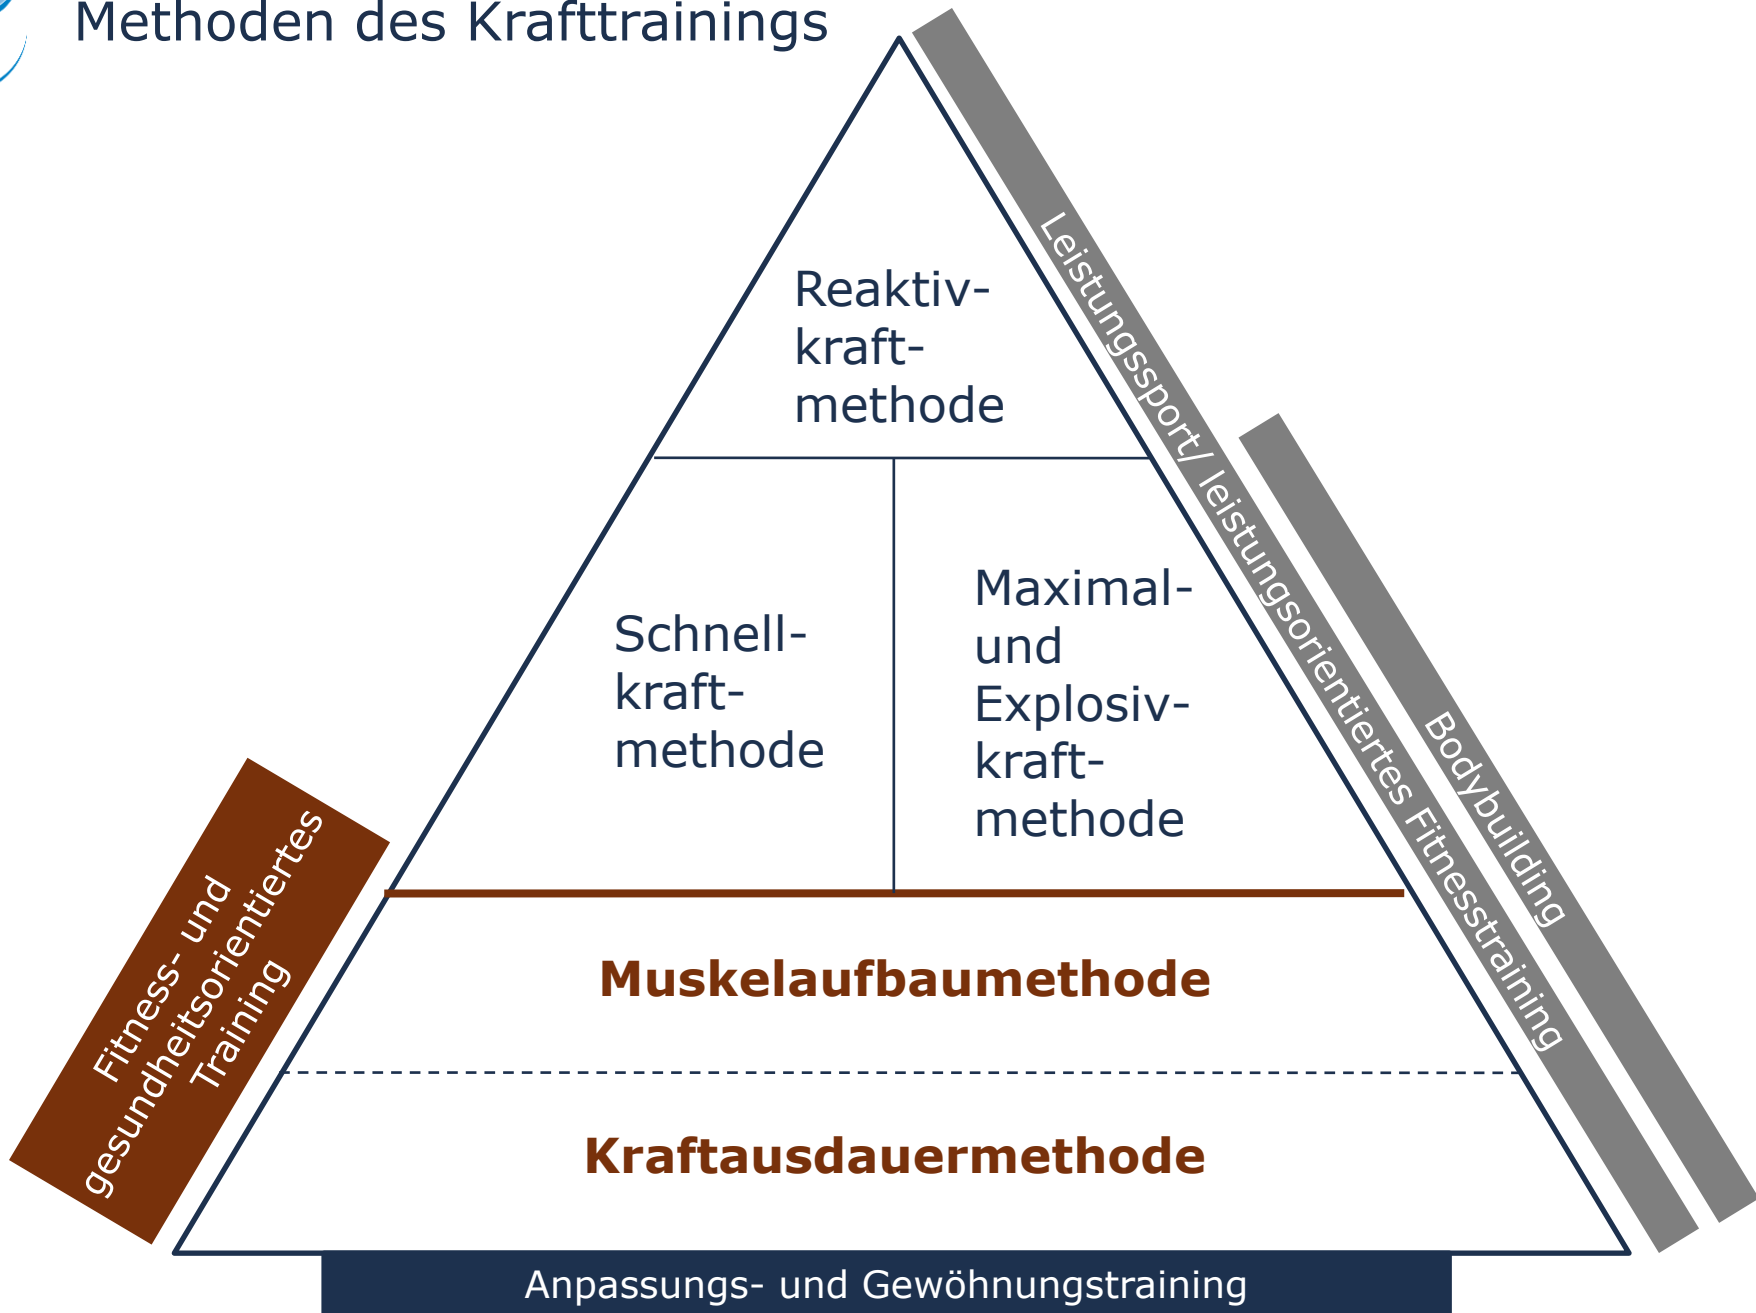 Methoden des Krafttrainings
Reaktiv-
kraft-
methode
Schnell-
kraft-
methode
Maximal-
und
Explosiv-
kraft-
methode
Muskelaufbaumethode
Kraftausdauermethode
Anpassungs- und Gewöhnungstraining
Fitness- und
gesundheitsorientiertes
Training
Leistungssport/ leistungsorientiertes Fitnesstraining
Bodybuilding